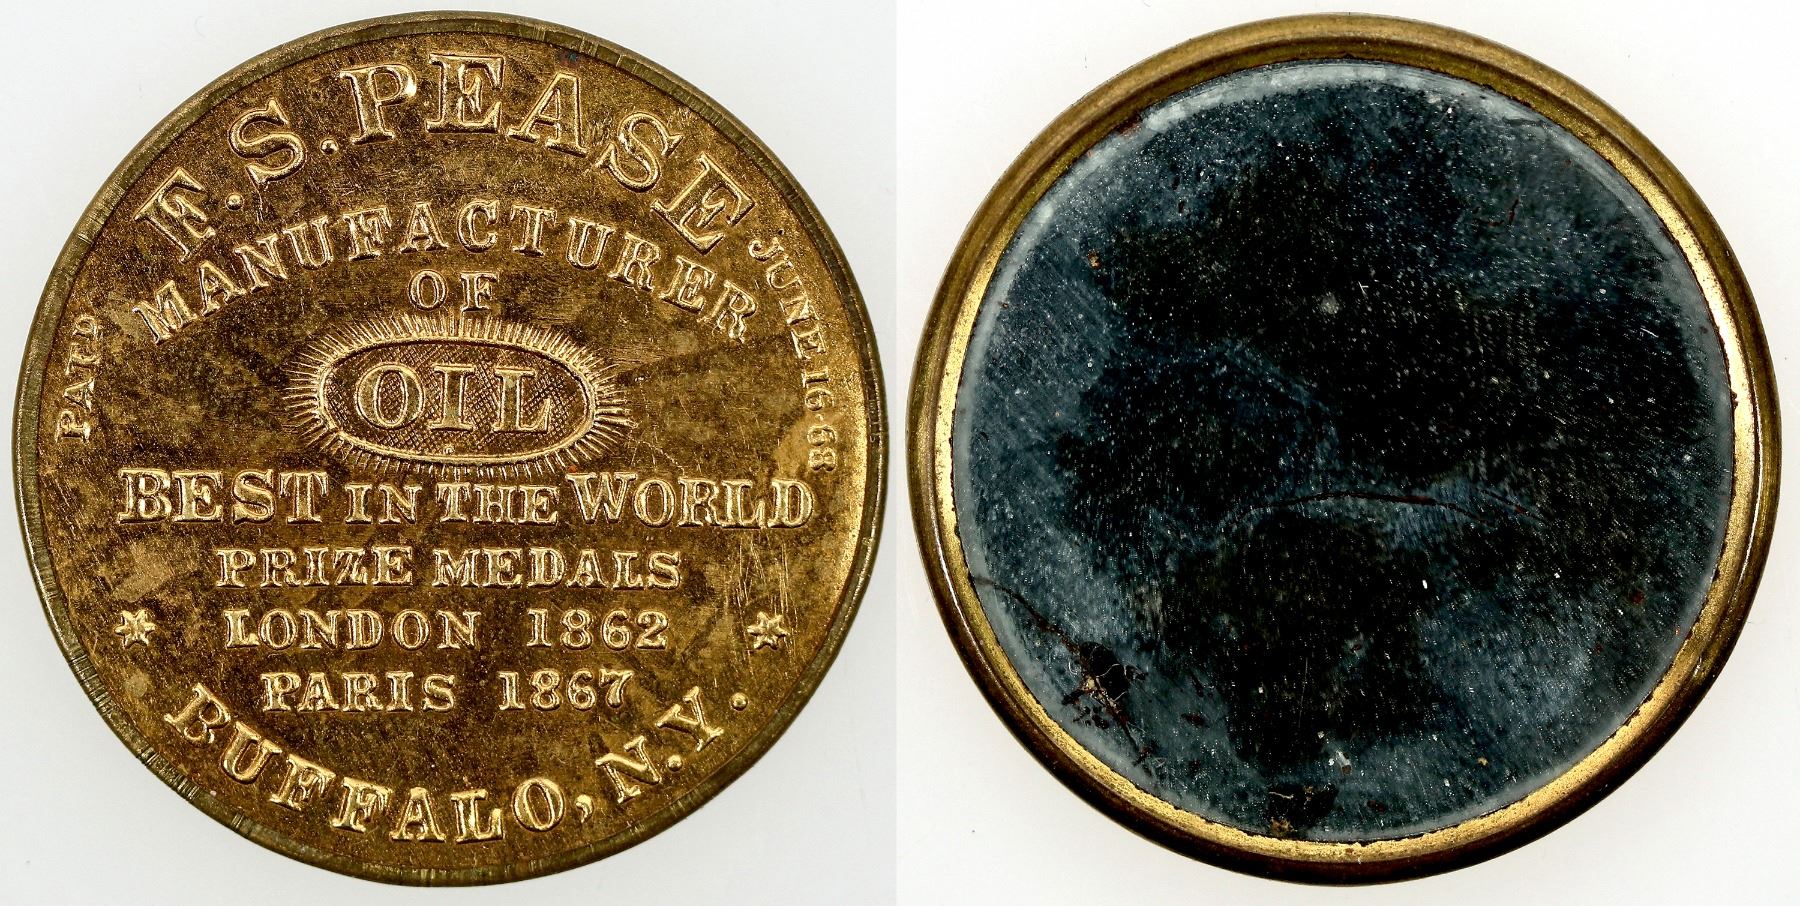 F. S. PEASE
MANUFACTURER
OF
OIL
BEST IN THE WORLD
PRIZE MEDALS
LONDON 1862
PARIS 1867
BUFFALO, N.Y.
PAT'D
JUNE 16 68